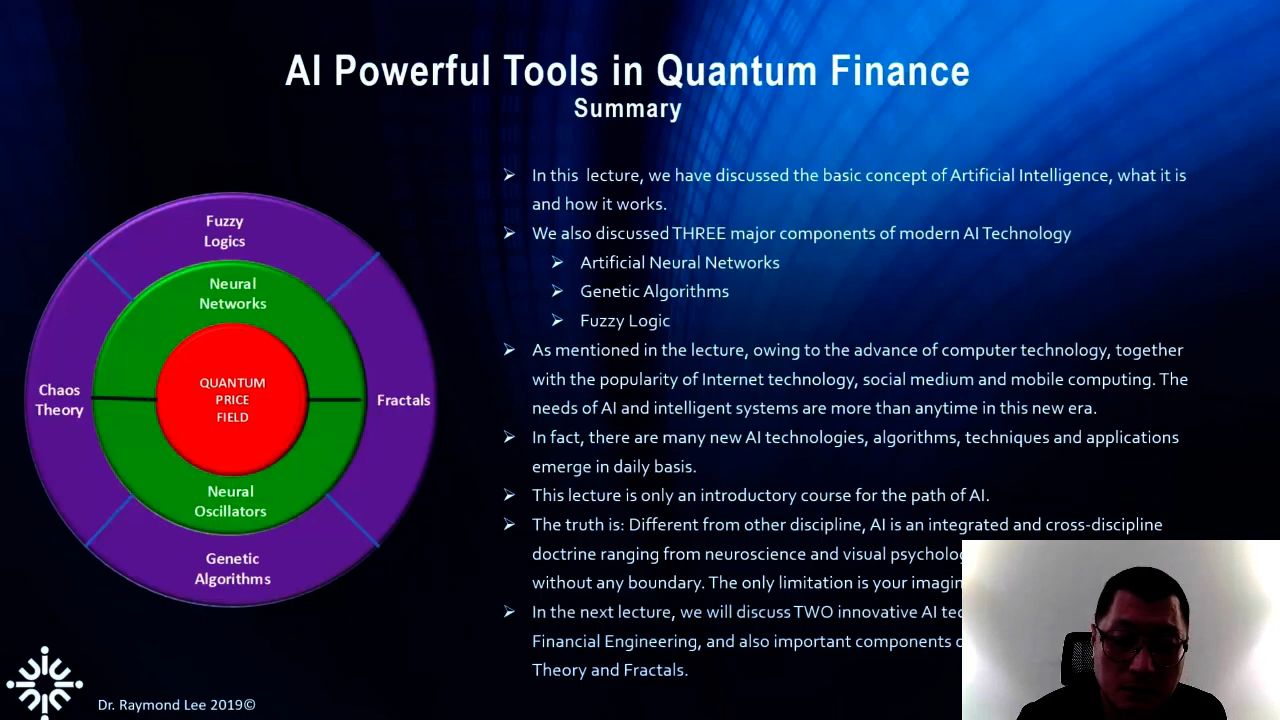 AI Powerful Tools in Quantum Finance
Summary
Fuzzy
Logics
Neural
Networks
QUANTUM
PRICE
FIELD
Chaos
Theory
Fractals
Neural
Oscillators
Genetic
Algorithms
In this lecture, we have discussed the basic concept of Artificial Intelligence, what it is
and how it works.
We also discussed THREE major components of modern AI Technology
Artificial Neural Networks
Genetic Algorithms
Fuzzy Logic
As mentioned in the lecture, owing to the advance of computer technology, together
with the popularity of Internet technology, social medium and mobile computing. The
needs of AI and intelligent systems are more than anytime in this new era.
In fact, there are many new AI technologies, algorithms, techniques and applications
emerge in daily basis.
This lecture is only an introductory course for the path of AI.
The truth is: Different from other discipline, AI is an integrated and cross-discipline
doctrine ranging from neuroscience and visual
without any boundary. The only limitation is your
In the next lecture, we will discuss TWO innovative AI
Financial Engineering, and also important components
Theory and Fractals.
Dr. Raymond Lee 2019©